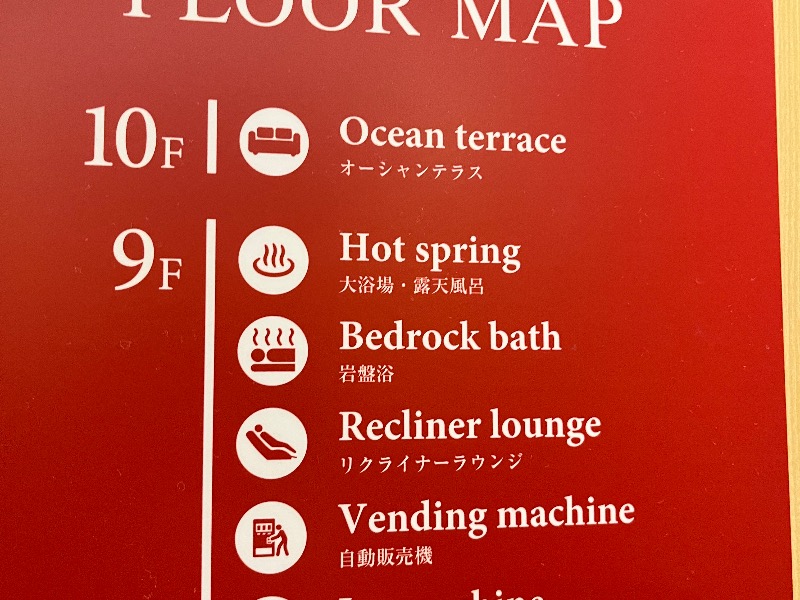 FLOOR MAP
10F
Ocean terrace
オーシャンテラス
9F
Hot spring
大浴場・露天風呂
Bedrock bath
岩盤浴
Recliner lounge
リクライナーラウンジ
Vending machine
自動販売機